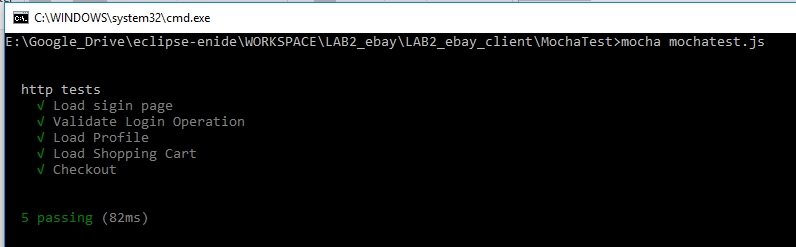 C:\WINDOWS\system32\cmd.exe
E:\Google_Drive\eclipse-enide\WORKSPACE\LAB2_ebay\LAB2_ebay_client\MochaTest>mocha mochatest.js
http tests
√ Load sigin page
√ Validate Login Operation
√ Load Profile
√ Load Shopping Cart
√ Checkout
5 passing (82ms)